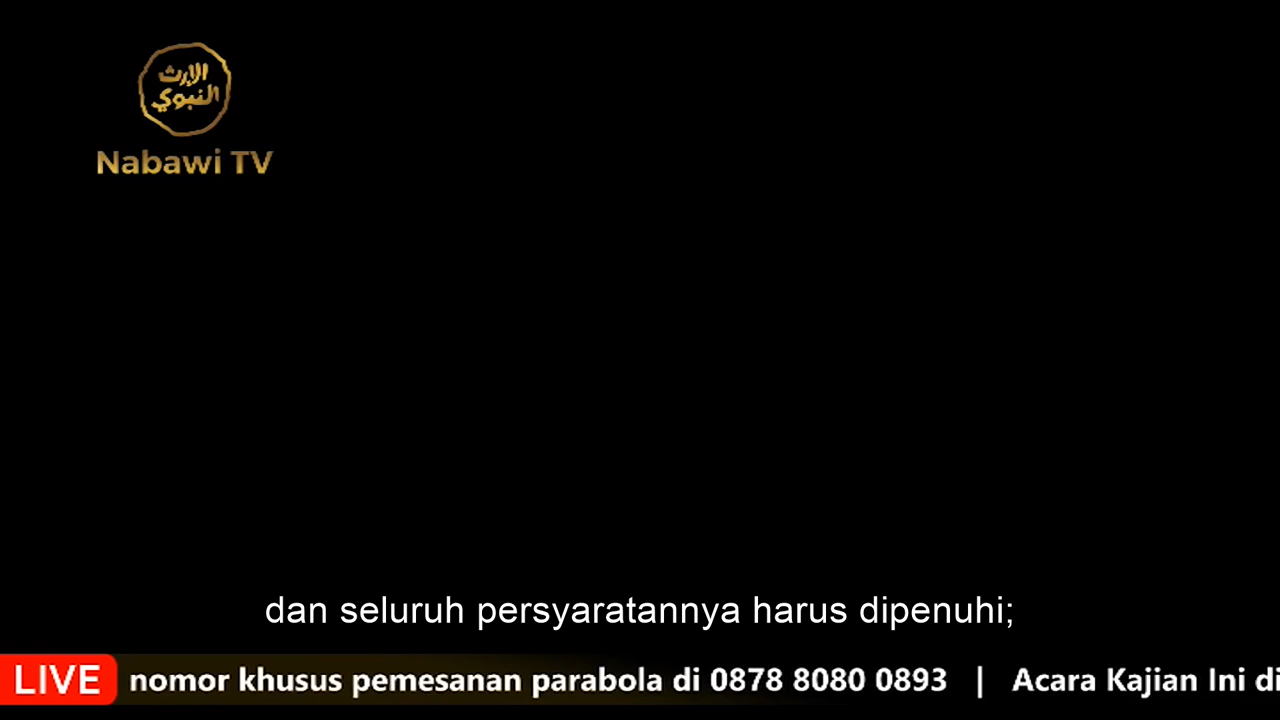 الإرث
النبوي
Nabawi TV
dan seluruh persyaratannya harus dipenuhi;
LIVE nomor khusus pemesanan parabola di 0878 8080 0893 | Acara Kajian Ini di